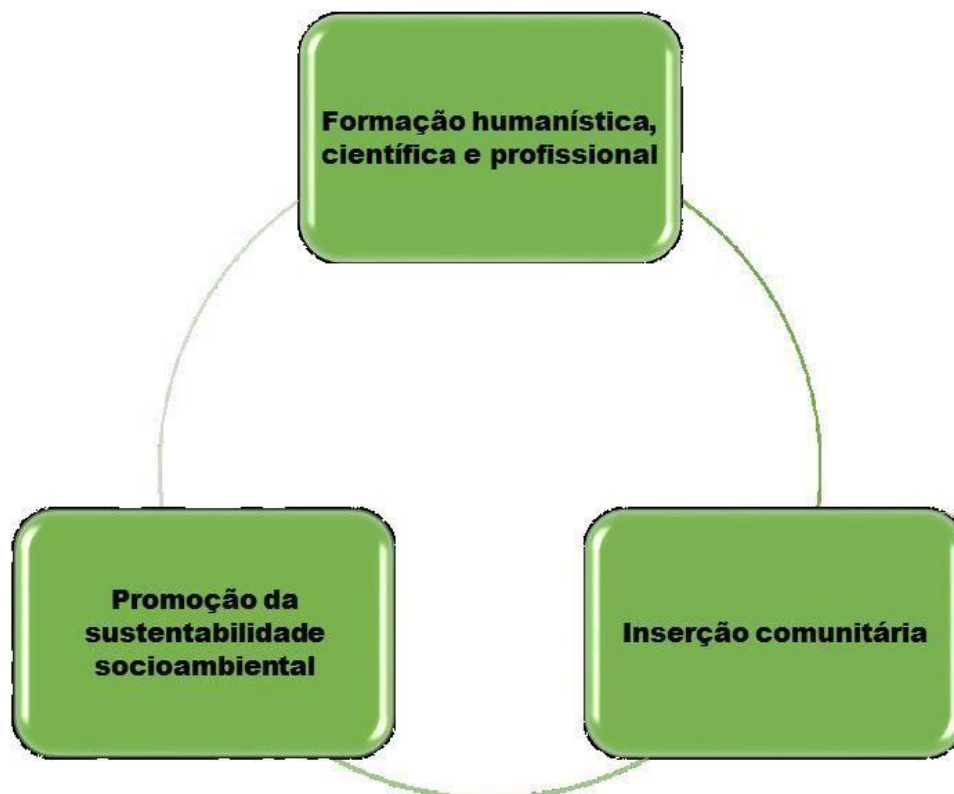 Formação humanística,
científica e profissional
Promoção da
sustentabilidade
socioambiental
Inserção comunitária